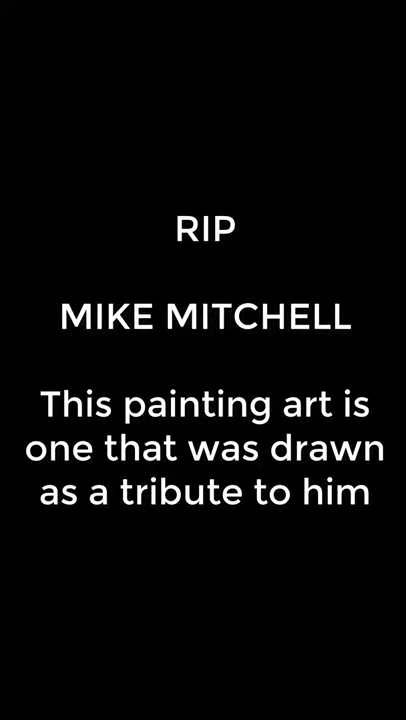 RIP
MIKE MITCHELL
This painting art is
one that was drawn
as a tribute to him